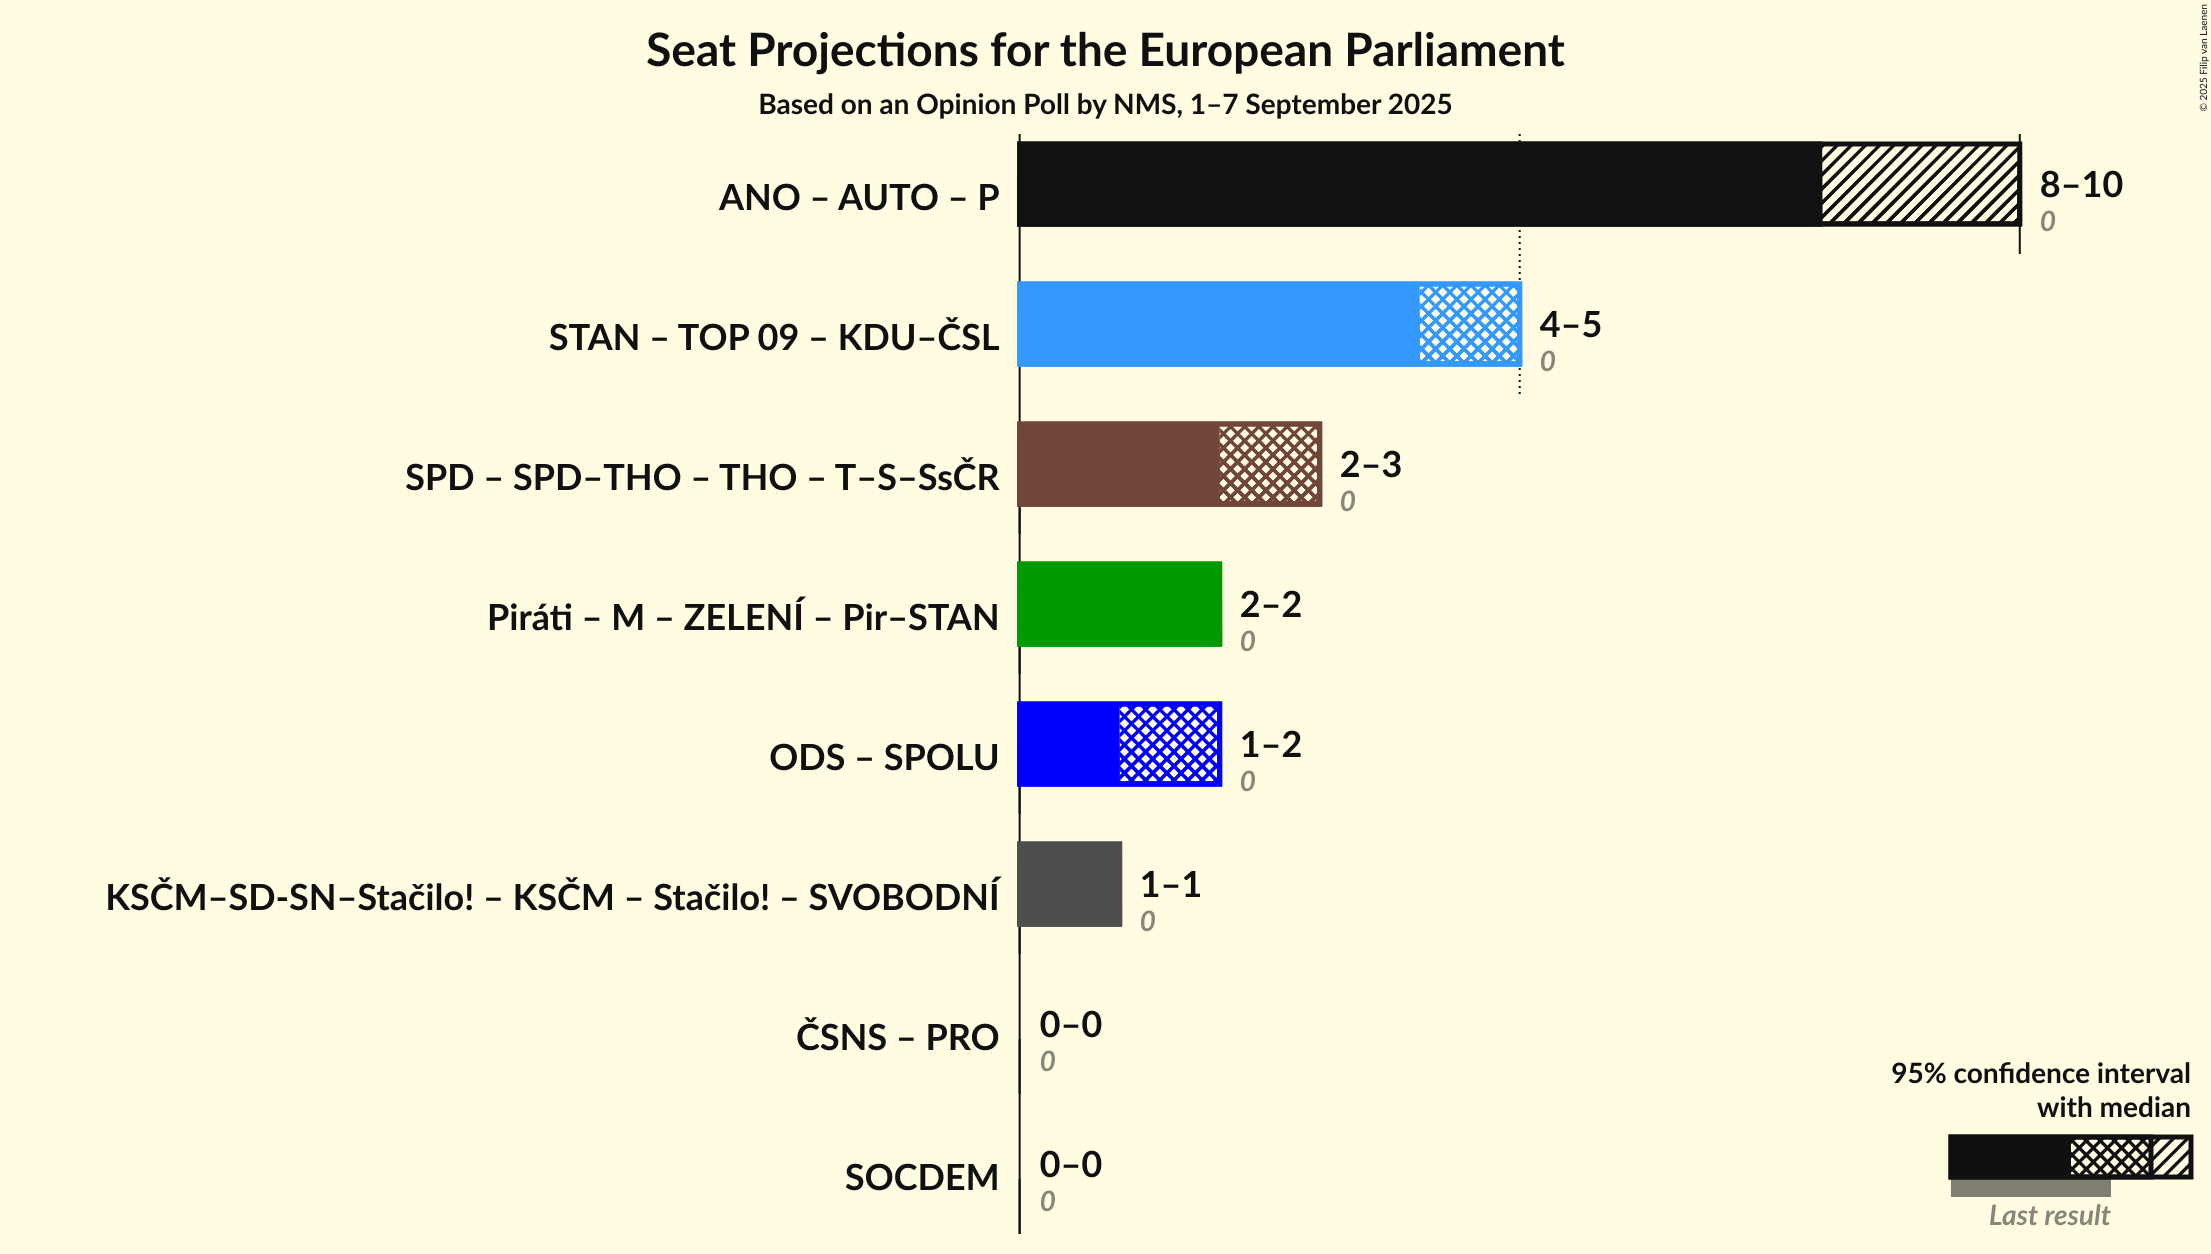 Seat Projections for the European Parliament
Based on an Opinion Poll by NMS, 1–7 September 2025
© 2025 Filip van Laenen
ANO – AUTO – P
8–10
0
STAN – TOP 09 – KDU–ČSL
4–5
0
SPD – SPD–THO – THO – T–S–SsČR
2–3
0
Piráti – M – ZELENÍ – Pir–STAN
2–2
0
ODS – SPOLU
1–2
0
KSČM–SD-SN–Stačilo! – KSČM – Stačilo! – SVOBODNÍ
1–1
0
ČSNS – PRO
0–0
0
SOCDEM
0–0
0
95% confidence interval
with median
Last result